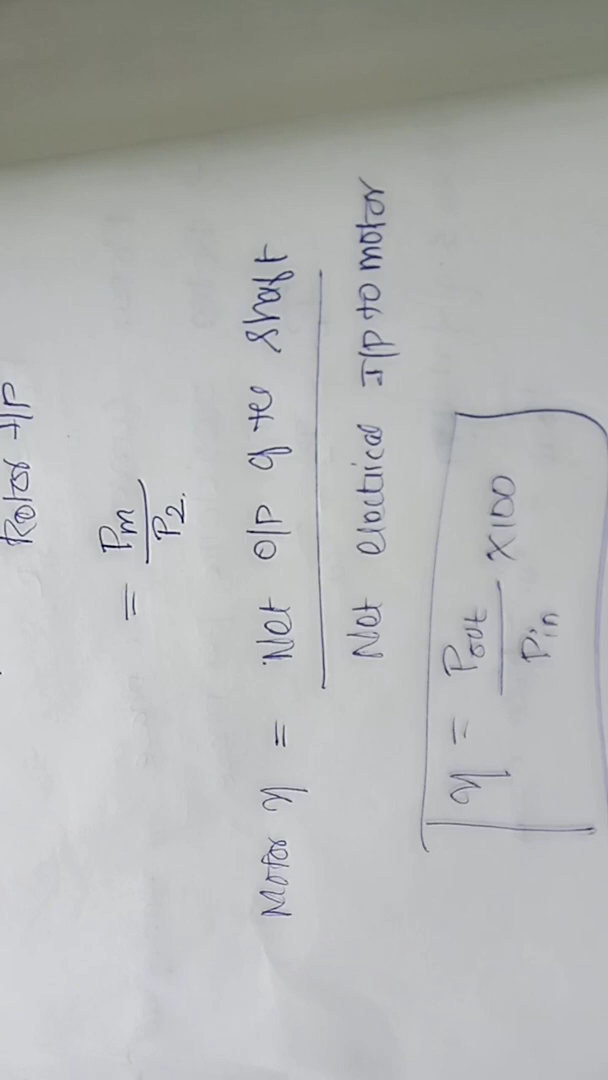 Rotor I/P
= Pm / P2.
Motor η = Net o/p of the shaft / Net electrical I/p to motor
η = Pout / Pin ×100